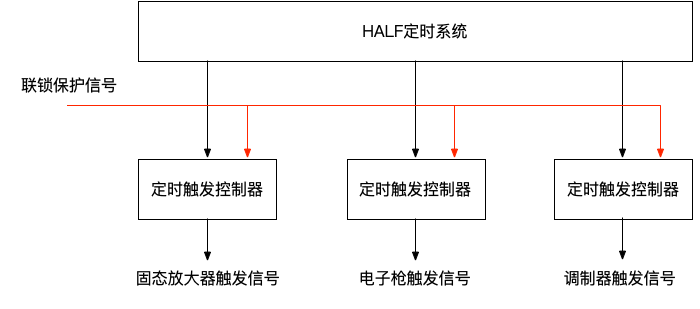 HALF定时系统
联锁保护信号
定时触发控制器
定时触发控制器
定时触发控制器
固态放大器触发信号
电子枪触发信号
调制器触发信号